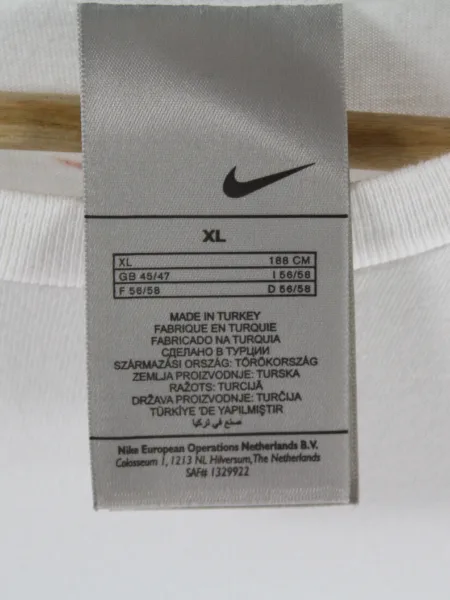 XL
XL 188 CM
GB 45/47 I 56/58
F 56/58 D 56/58
MADE IN TURKEY
FABRIQUE EN TURQUIE
FABRICADO NA TURQUIA
СДЕЛАНО В ТУРЦИИ
SZÁRMAZÁSI ORSZÁG: TÖRÖKORSZÁG
ZEMLJA PROIZVODNJE: TURSKA
RAŽOTS: TURCIJĀ
DRŽAVA PROIZVODNJE: TURČIJA
TÜRKİYE 'DE YAPILMIŞTIR
صنع في تركيا
Nike European Operations Netherlands B.V.
Colosseum 1, 1213 NL Hilversum, The Netherlands
SAF# 1329922